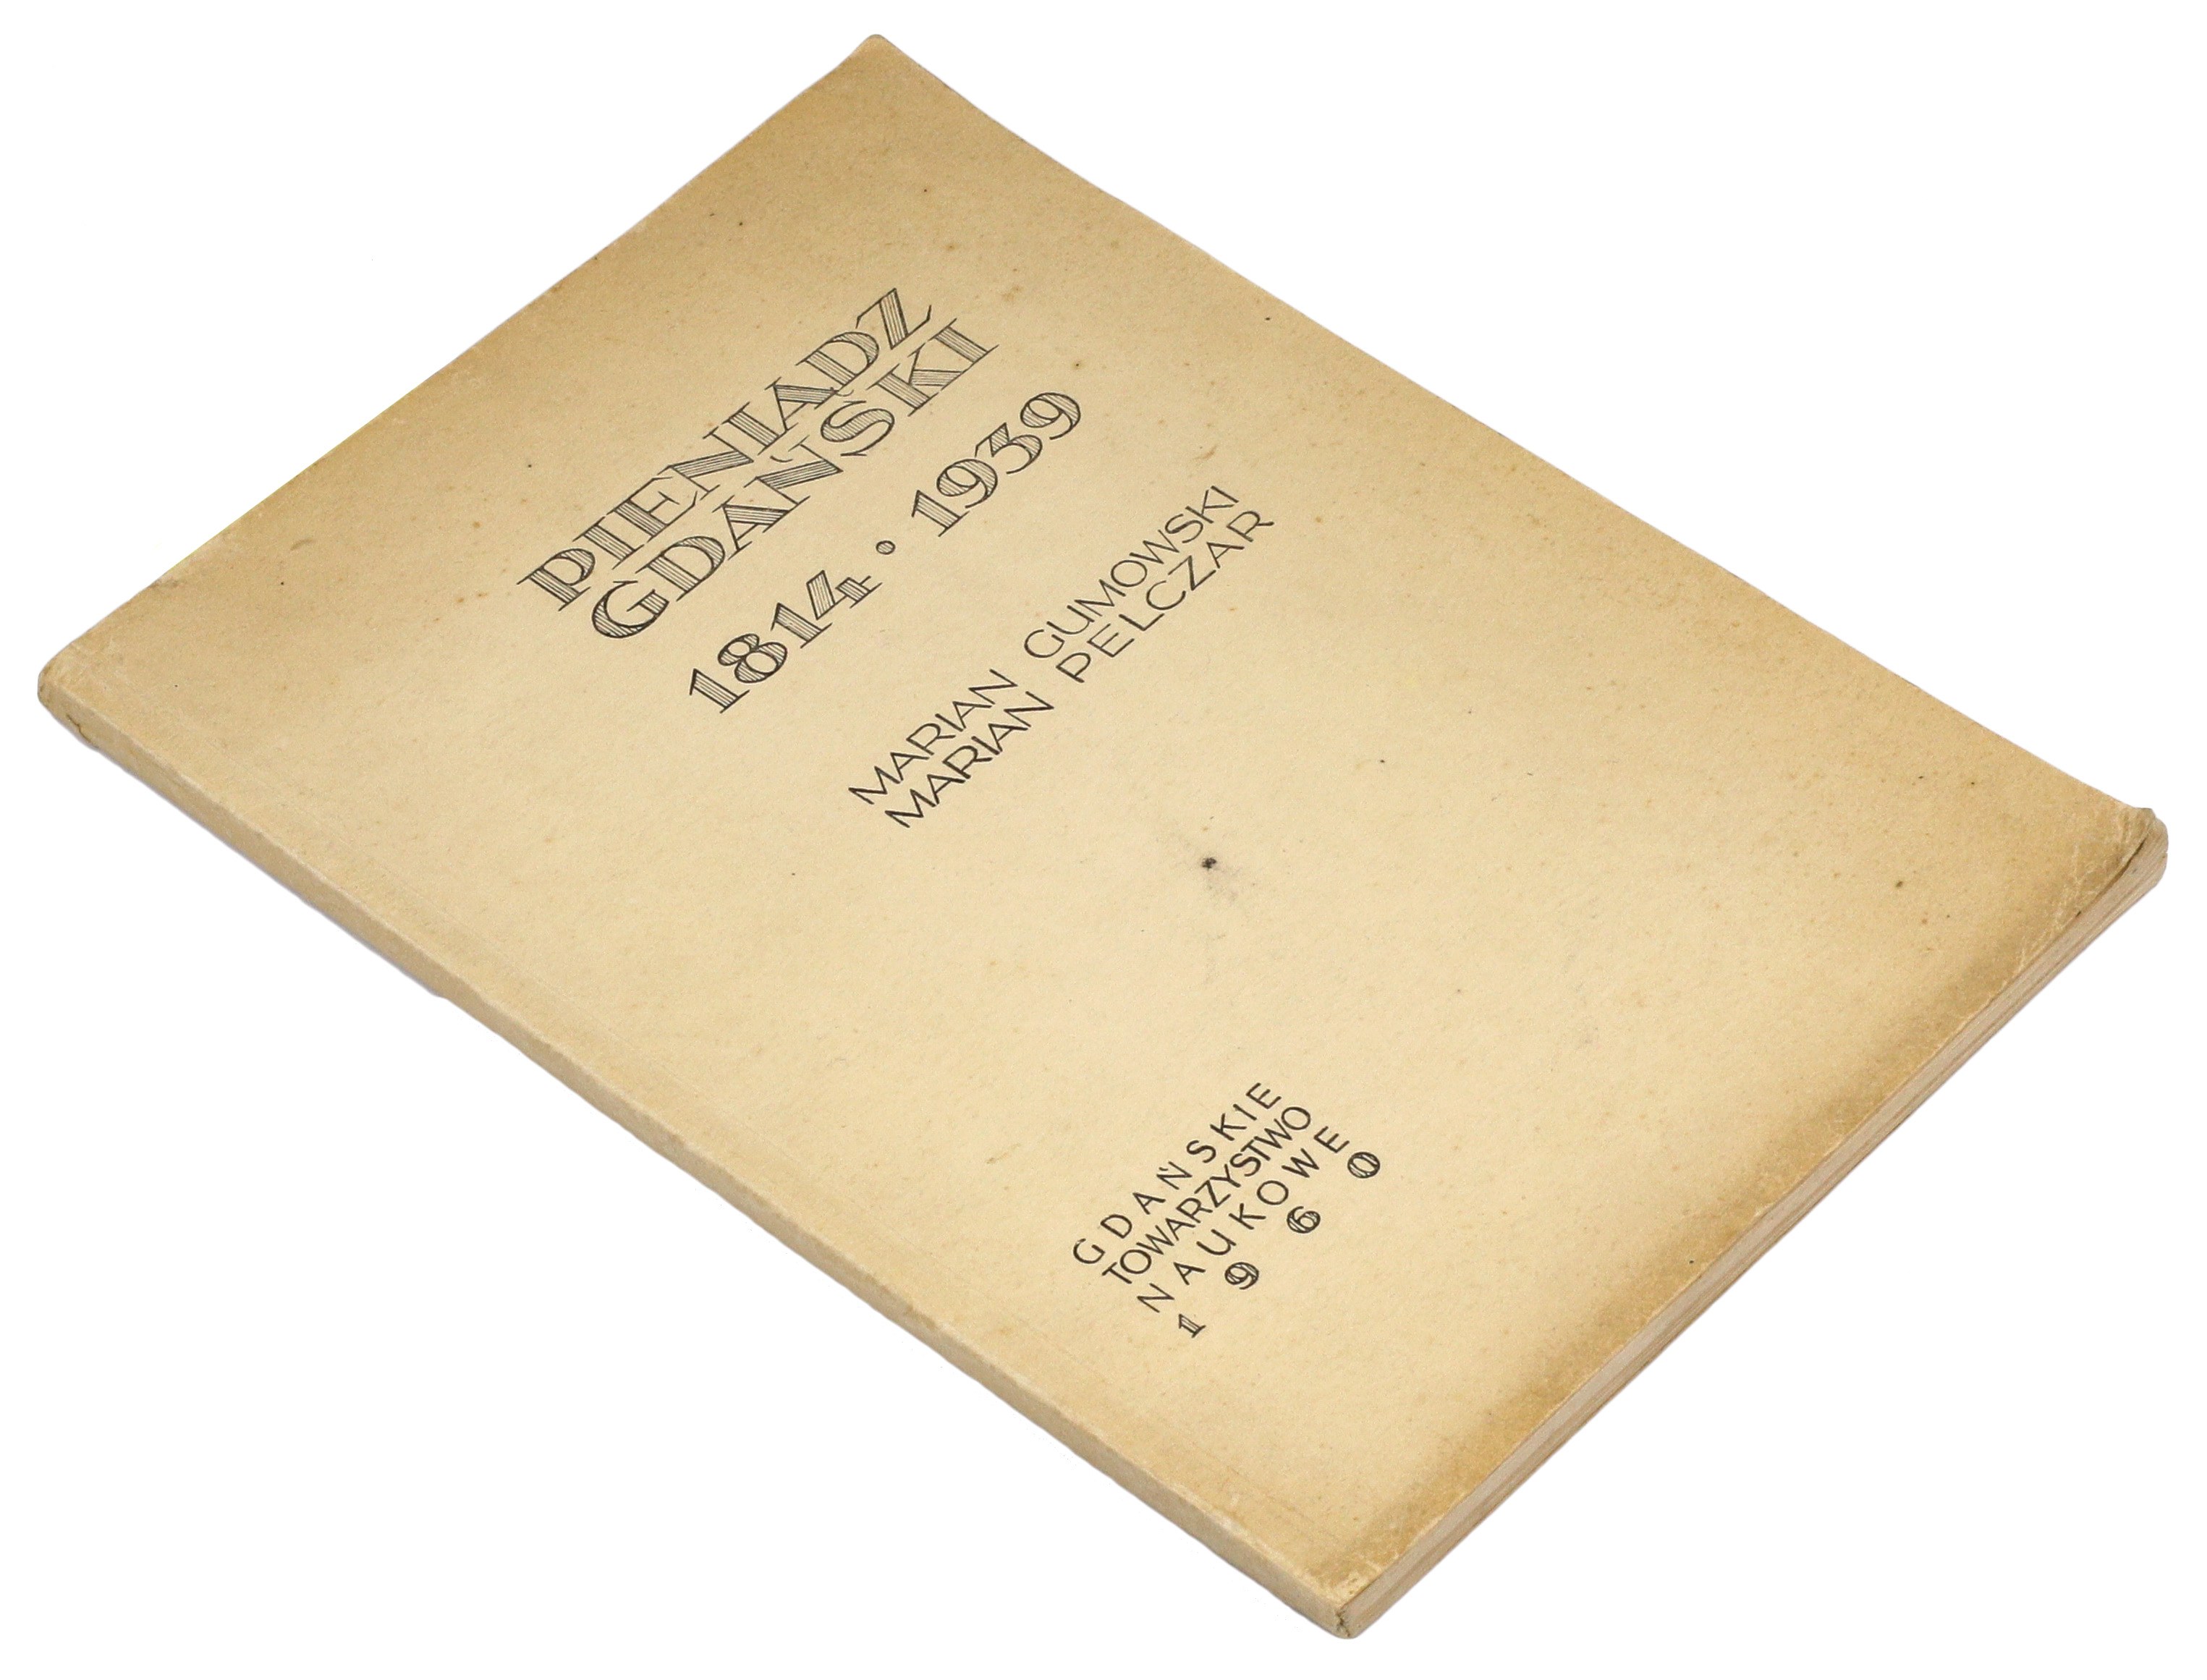 PIENIĄDZ
GDAŃSKI
1814 • 1939
MARIAN GUMOWSKI
MARIAN PELCZAR
GDAŃSKIE
TOWARZYSTWO
NAUKOWE
1960